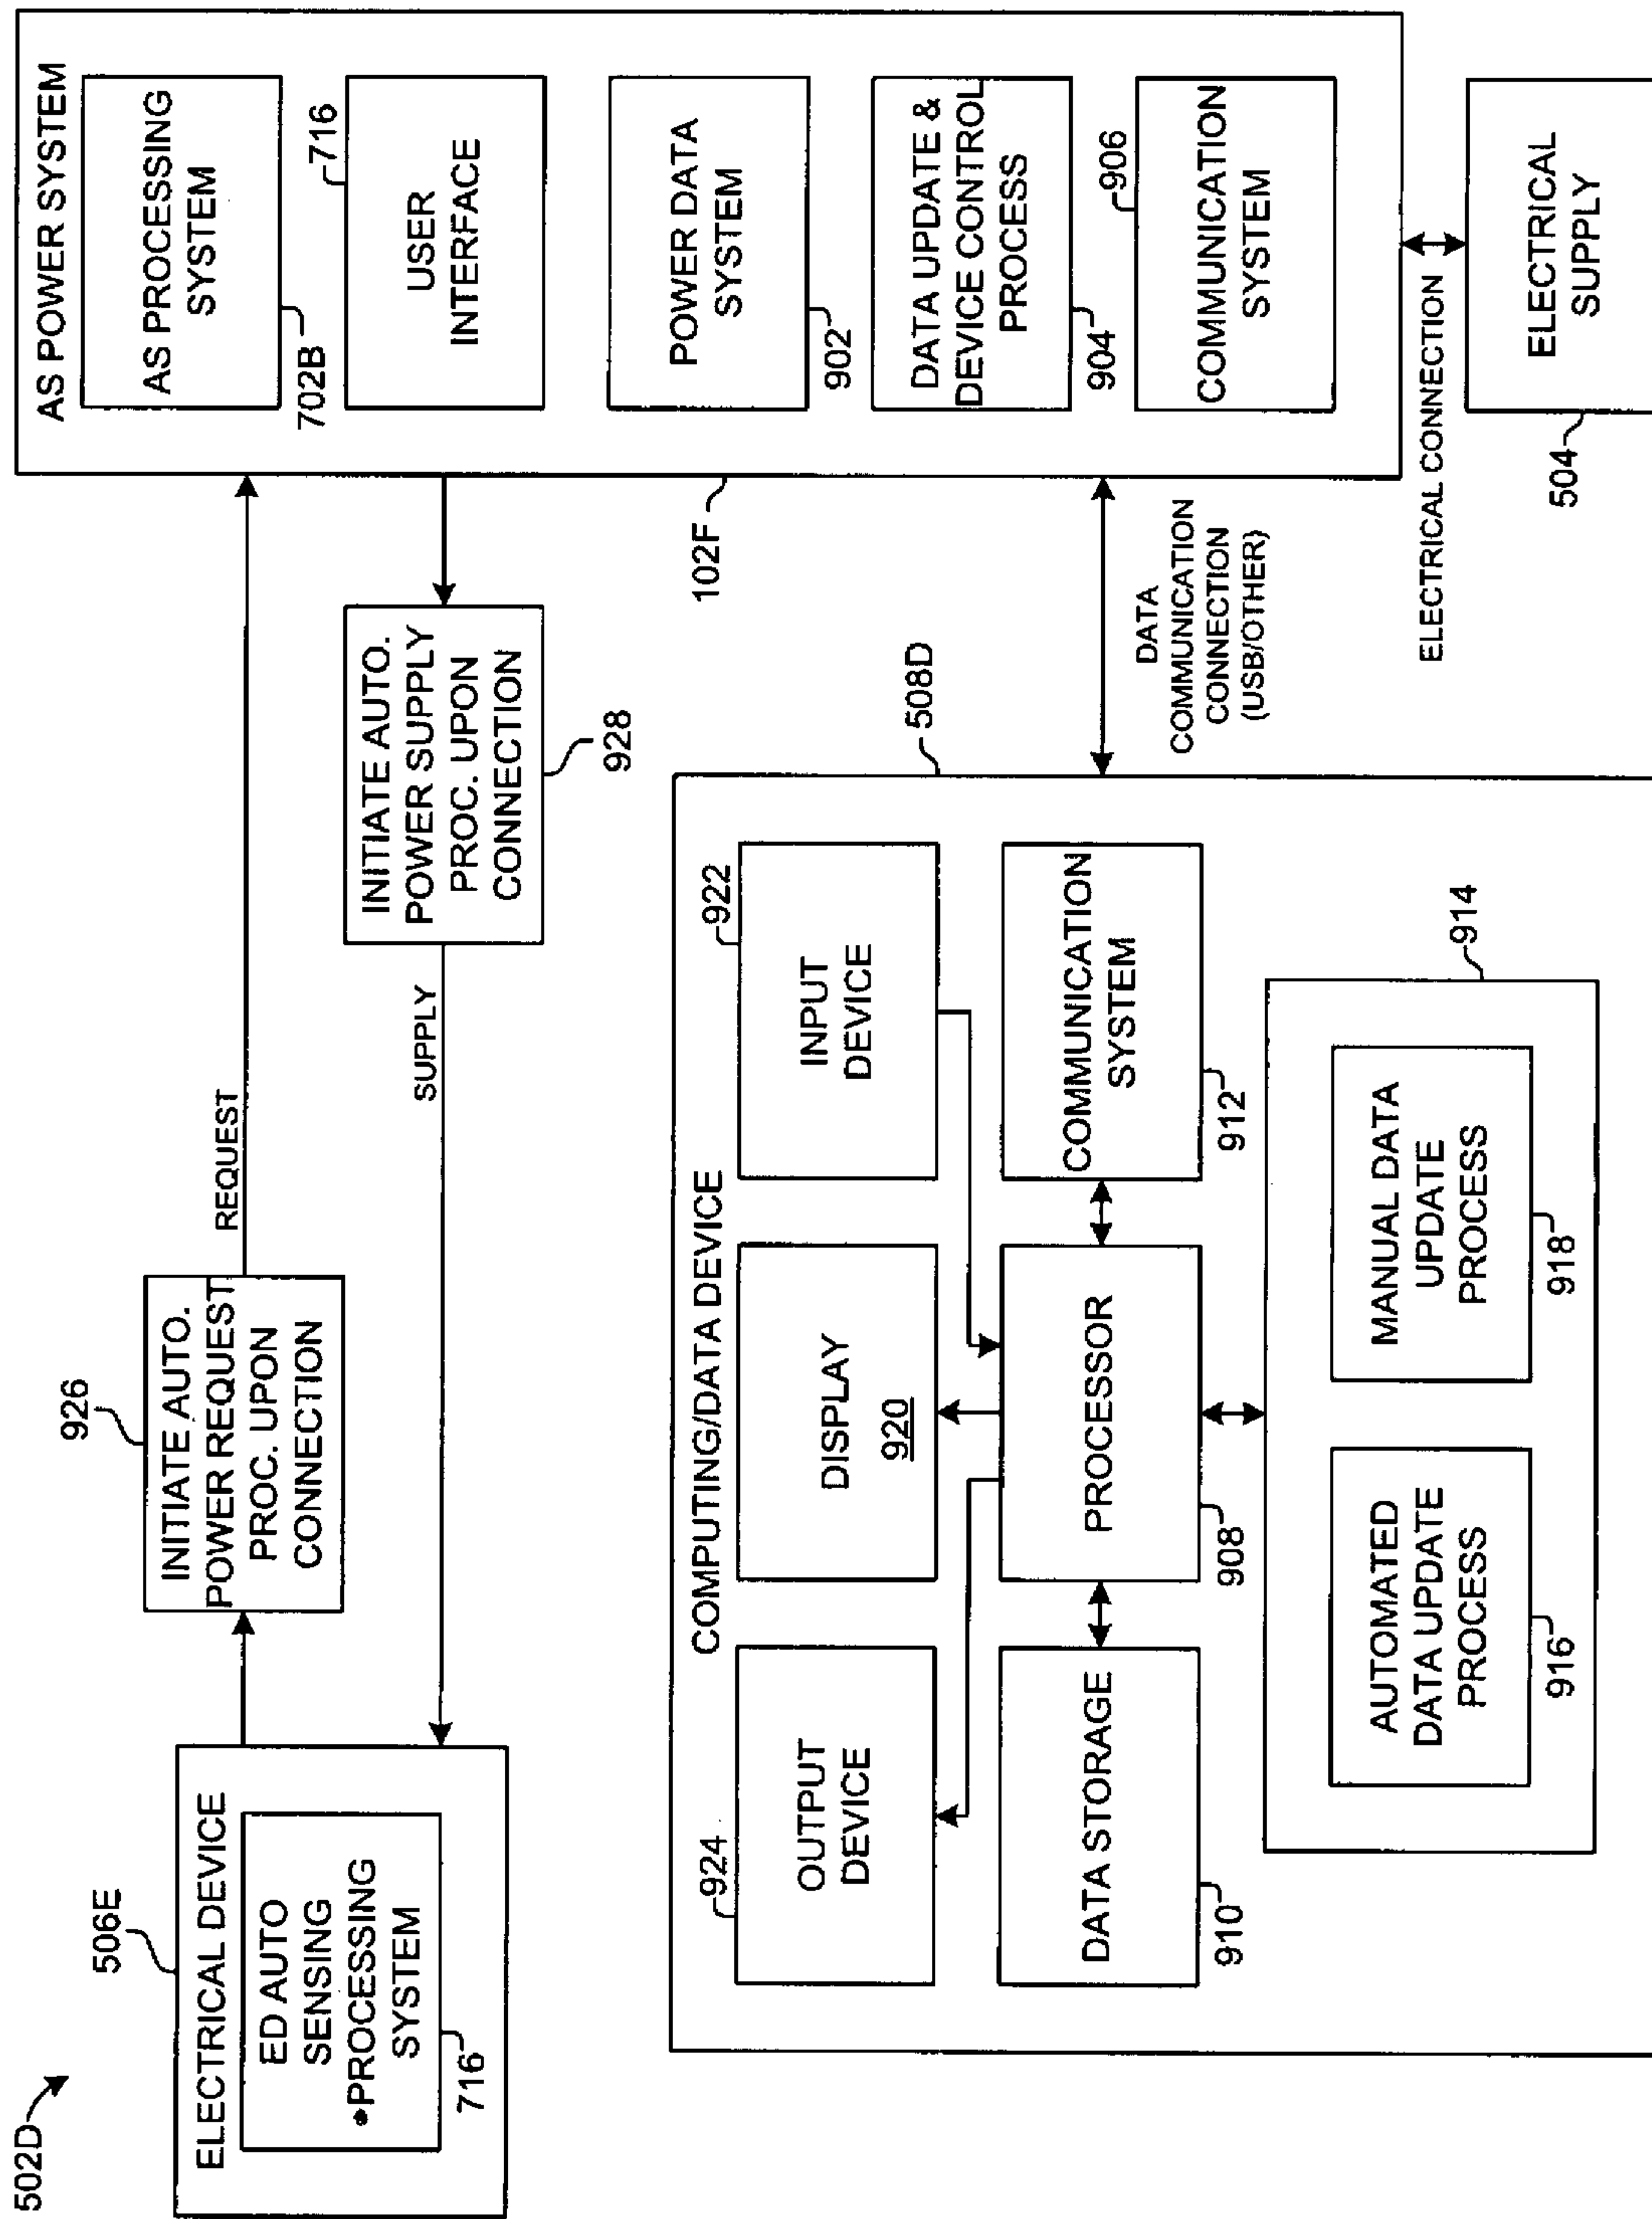 502D
506E
ELECTRICAL DEVICE
ED AUTO
SENSING
•PROCESSING
SYSTEM
716
926
INITIATE AUTO.
POWER REQUEST
PROC. UPON
CONNECTION
REQUEST
SUPPLY
INITIATE AUTO.
POWER SUPPLY
PROC. UPON
CONNECTION
928
AS POWER SYSTEM
AS PROCESSING
SYSTEM
702B
716
USER
INTERFACE
POWER DATA
SYSTEM
902
DATA UPDATE &
DEVICE CONTROL
PROCESS
904
906
COMMUNICATION
SYSTEM
102F
DATA
COMMUNICATION
CONNECTION
(USB/OTHER)
ELECTRICAL CONNECTION
ELECTRICAL
SUPPLY
504
508D
COMPUTING/DATA DEVICE
924
OUTPUT
DEVICE
DISPLAY
920
922
INPUT
DEVICE
DATA STORAGE
910
PROCESSOR
908
COMMUNICATION
SYSTEM
912
914
AUTOMATED
DATA UPDATE
PROCESS
916
MANUAL DATA
UPDATE
PROCESS
918